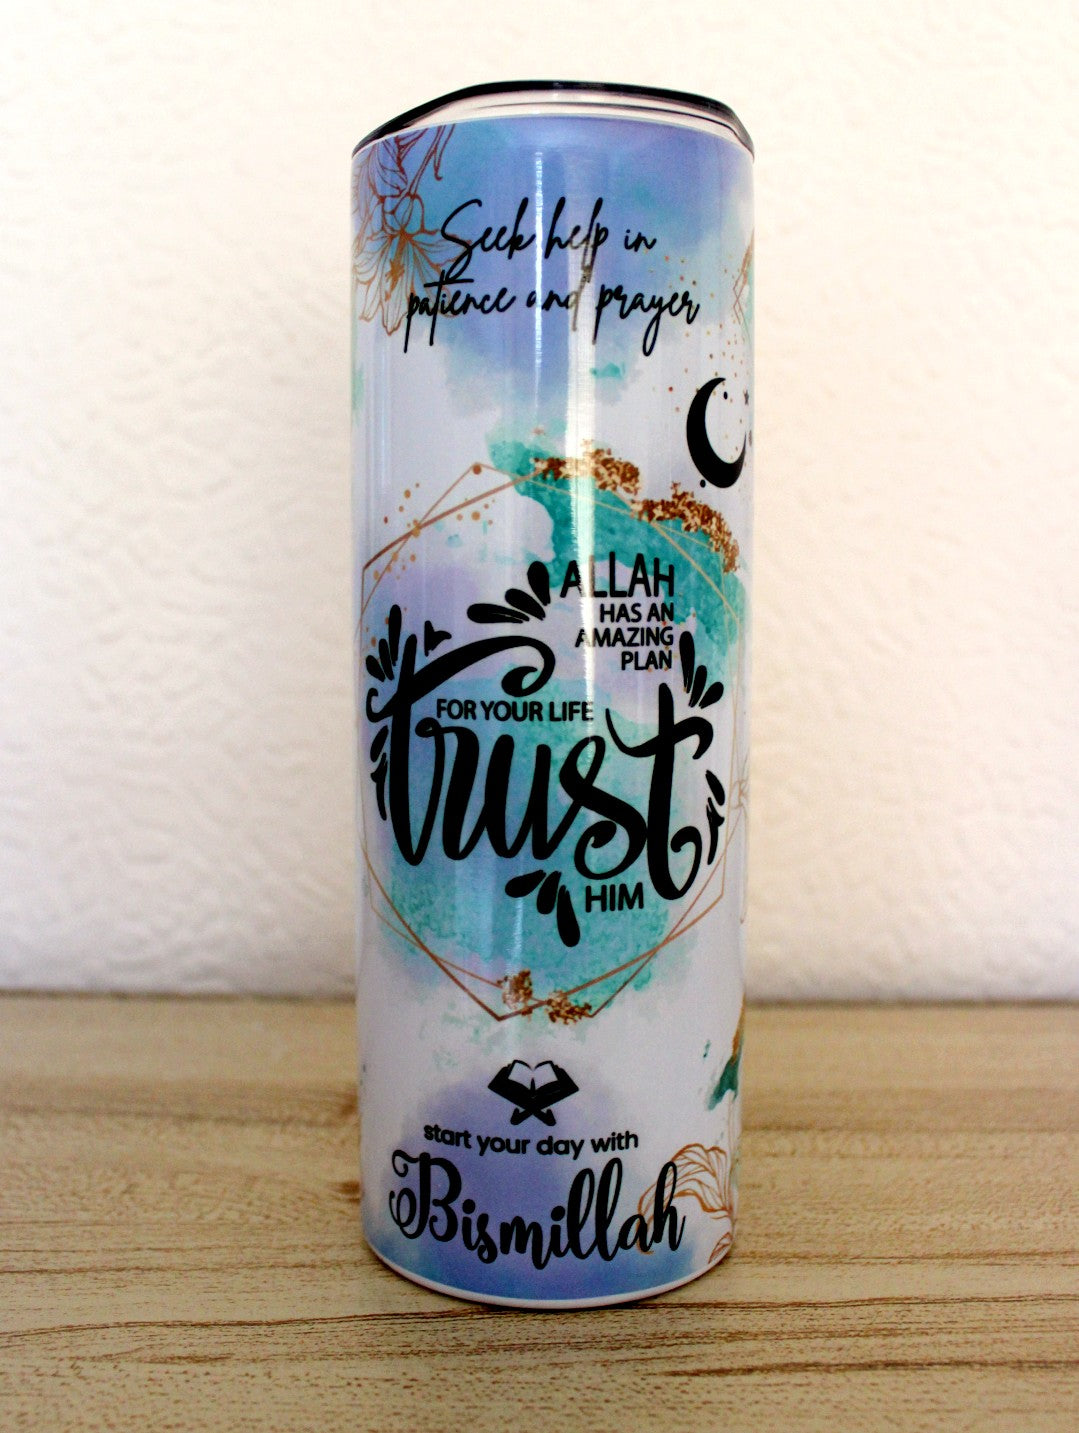 Seek help in
patience and prayer
ALLAH
HAS AN
AMAZING
PLAN
FOR YOUR LIFE
trust
HIM
start your day with
Bismillah